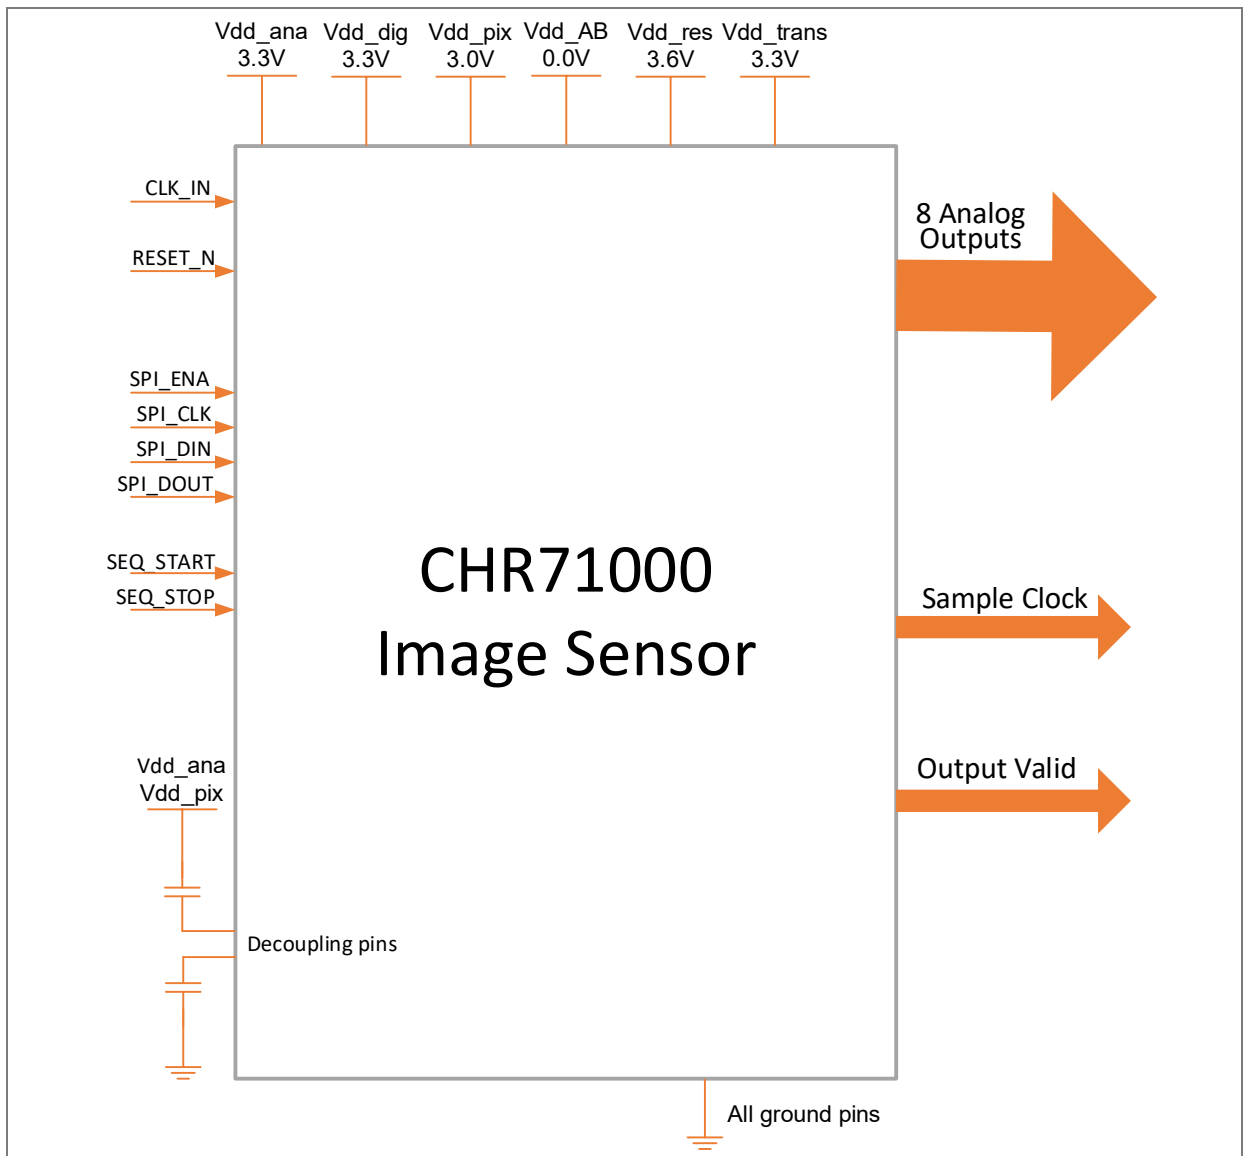 Vdd_ana Vdd_dig Vdd_pix Vdd_AB Vdd_res Vdd_trans
3.3V 3.3V 3.0V 0.0V 3.6V 3.3V
CLK_IN
8 Analog
Outputs
RESET_N
SPI_ENA
SPI_CLK
SPI_DIN
SPI_DOUT
SEQ_START
SEQ_STOP
CHR71000
Image Sensor
Sample Clock
Output Valid
Vdd_ana
Vdd_pix
Decoupling pins
All ground pins